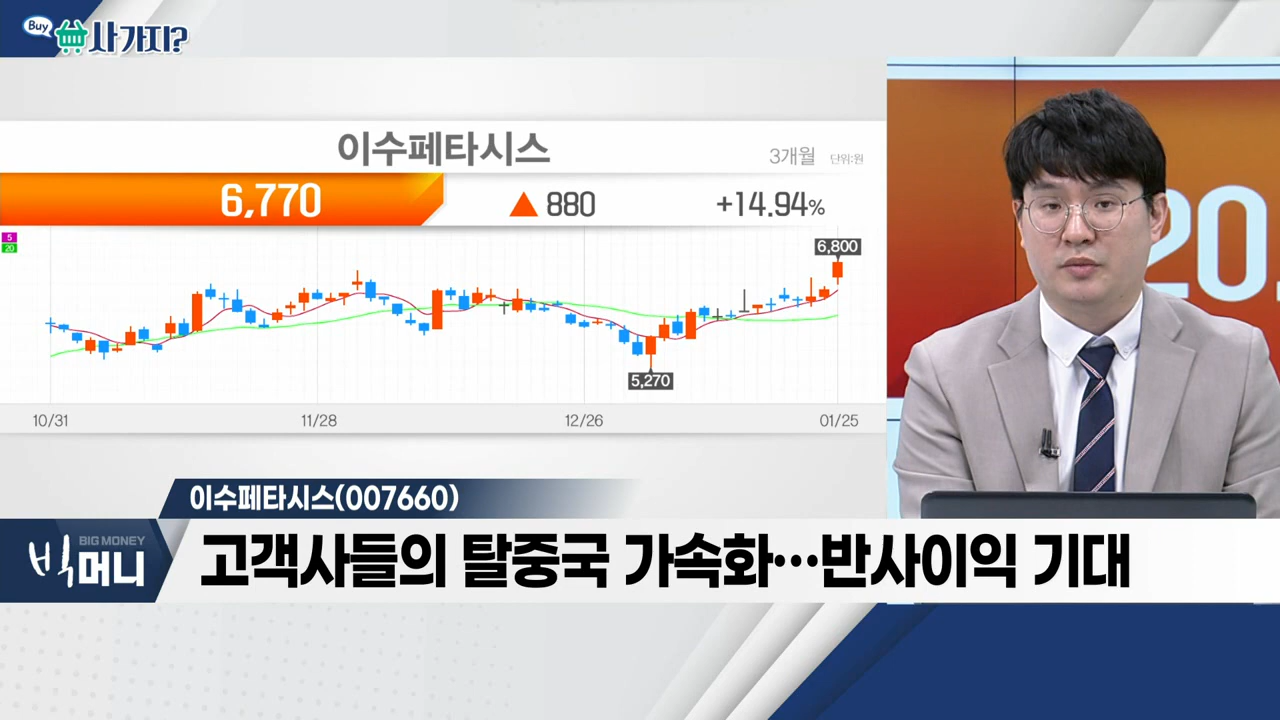 Buy
사가지?
이수페타시스
3개월 단위:원
6,770 ▲ 880 +14.94%
5
20
6,800
5,270
10/31 11/28 12/26 01/25
20
이수페타시스(007660)
BIG MONEY
빅머니
고객사들의 탈중국 가속화…반사이익 기대